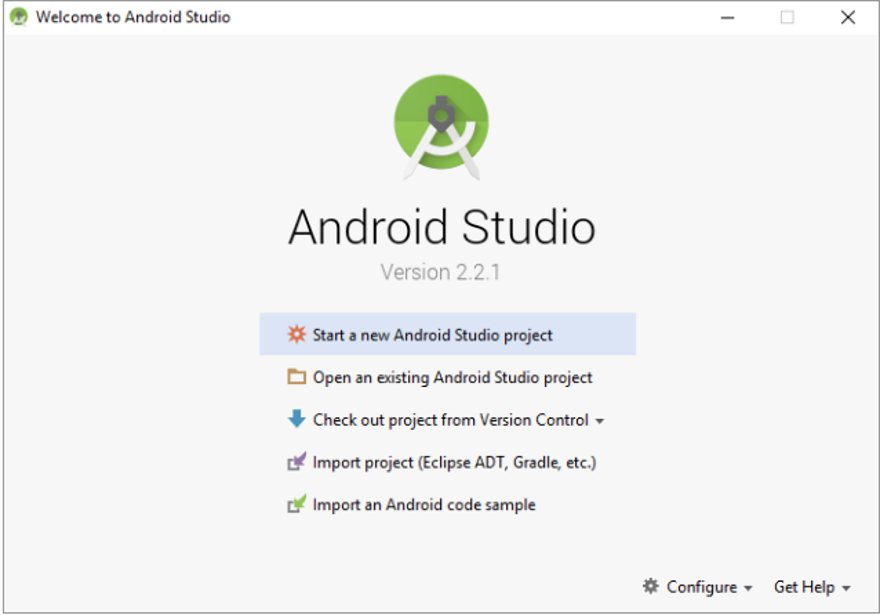 Welcome to Android Studio
Android Studio
Version 2.2.1
Start a new Android Studio project
Open an existing Android Studio project
Check out project from Version Control
Import project (Eclipse ADT, Gradle, etc.)
Import an Android code sample
Configure Get Help